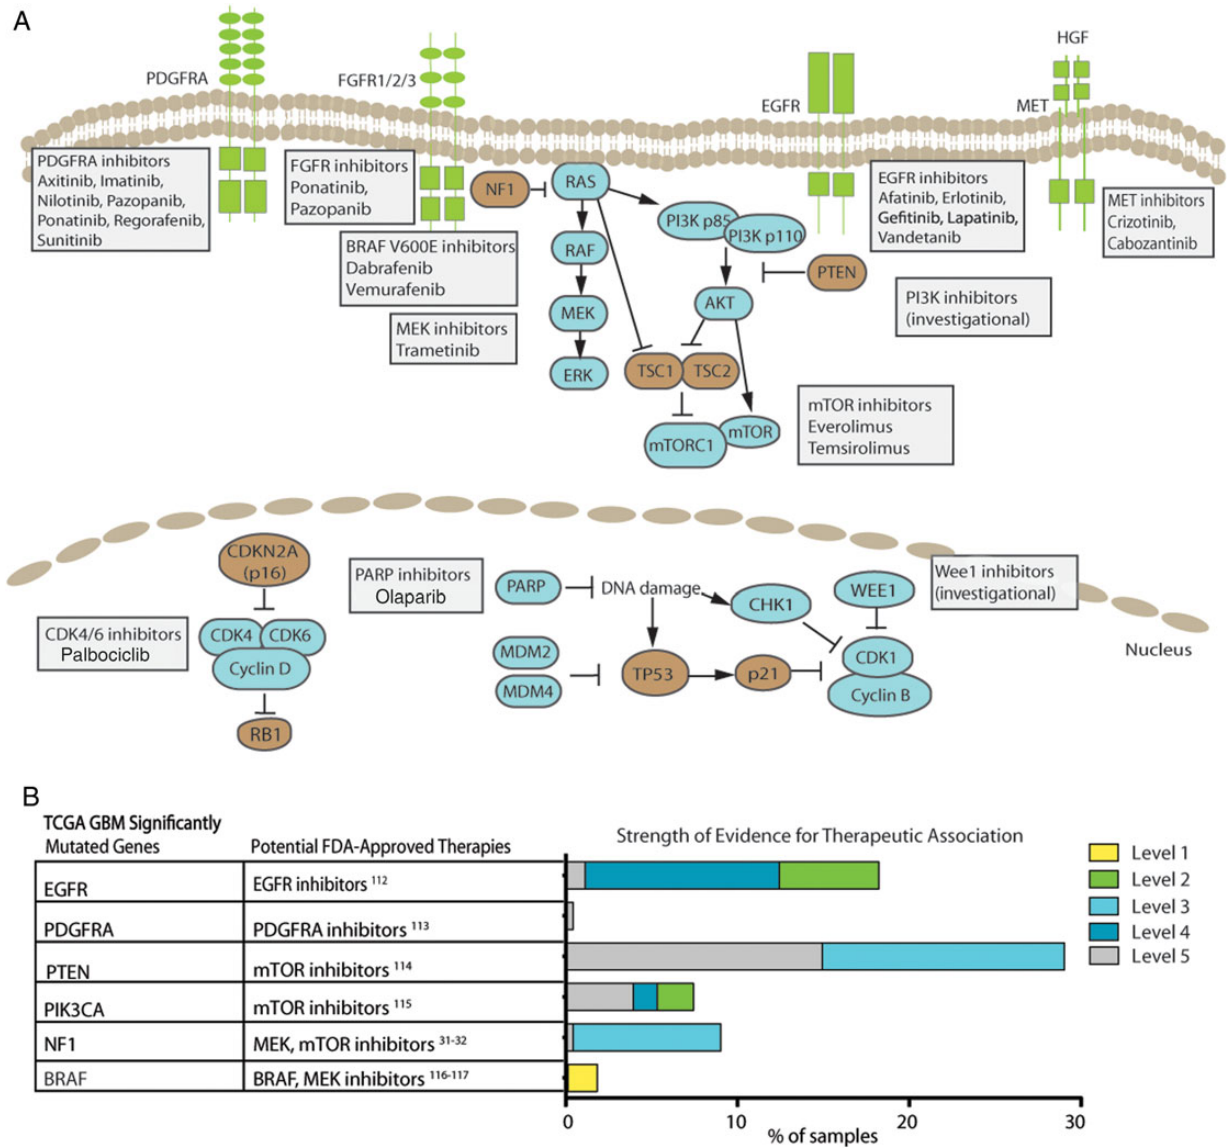 A
PDGFRA
FGFR1/2/3
EGFR
HGF
MET
PDGFRA inhibitors
Axitinib, Imatinib,
Nilotinib, Pazopanib,
Ponatinib, Regorafenib,
Sunitinib
FGFR inhibitors
Ponatinib,
Pazopanib
BRAF V600E inhibitors
Dabrafenib
Vemurafenib
MEK inhibitors
Trametinib
NF1
RAS
RAF
MEK
ERK
PI3K p85
PI3K p110
PTEN
AKT
TSC1
TSC2
mTORC1
mTOR
EGFR inhibitors
Afatinib, Erlotinib,
Gefitinib, Lapatinib,
Vandetanib
MET inhibitors
Crizotinib,
Cabozantinib
PI3K inhibitors
(investigational)
mTOR inhibitors
Everolimus
Temsirolimus
CDKN2A
(p16)
CDK4/6 inhibitors
Palbociclib
CDK4
CDK6
Cyclin D
RB1
PARP inhibitors
Olaparib
PARP
DNA damage
CHK1
WEE1
Wee1 inhibitors
(investigational)
MDM2
MDM4
TP53
p21
CDK1
Cyclin B
Nucleus
B
TCGA GBM Significantly
Mutated Genes
Potential FDA-Approved Therapies
Strength of Evidence for Therapeutic Association
EGFR
EGFR inhibitors 112
PDGFRA
PDGFRA inhibitors 113
PTEN
mTOR inhibitors 114
PIK3CA
mTOR inhibitors 115
NF1
MEK, mTOR inhibitors 31-32
BRAF
BRAF, MEK inhibitors 116-117
Level 1
Level 2
Level 3
Level 4
Level 5
0
10
20
30
% of samples